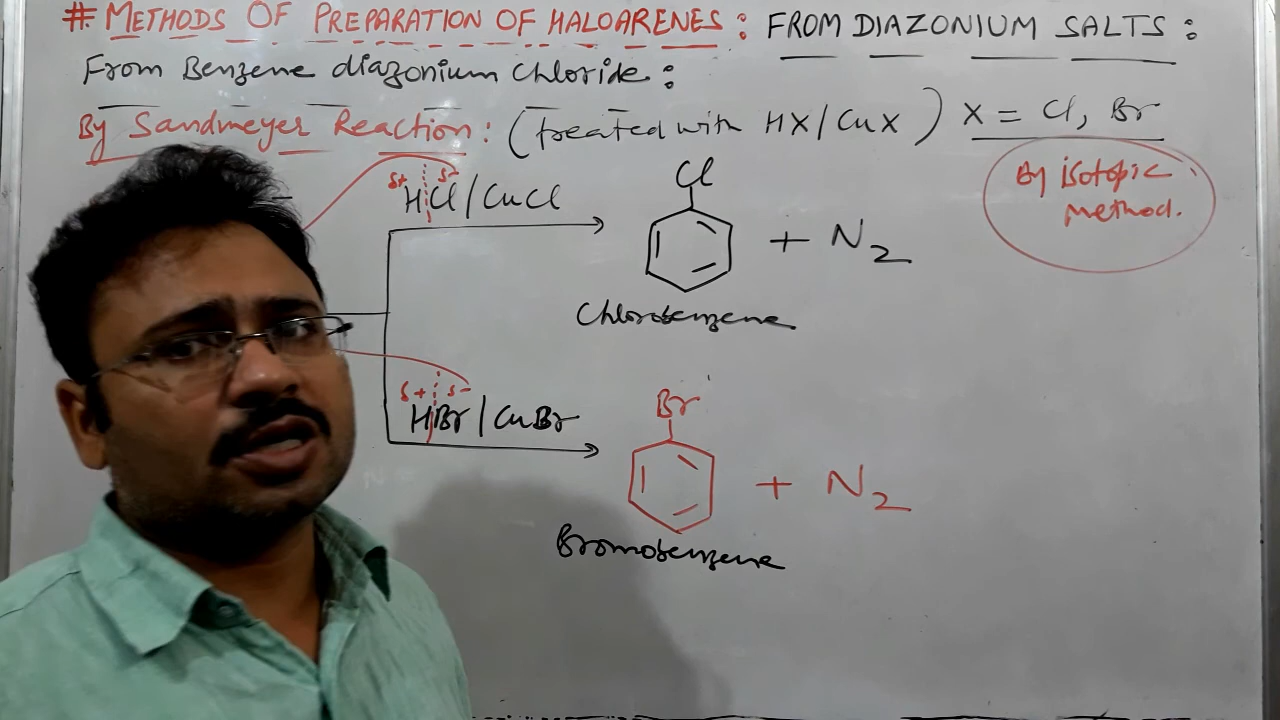 # METHODS OF PREPARATION OF HALOARENES : FROM DIAZONIUM SALTS :
From Benzene diazonium Chloride :
By Sandmeyer Reaction : (treated with HX/CuX) X = Cl, Br
By isotopic method.
δ+ δ-
HCl/CuCl
Cl
+ N2
Chlorobenzene
δ+ δ-
HBr/CuBr
Br
+ N2
Bromobenzene